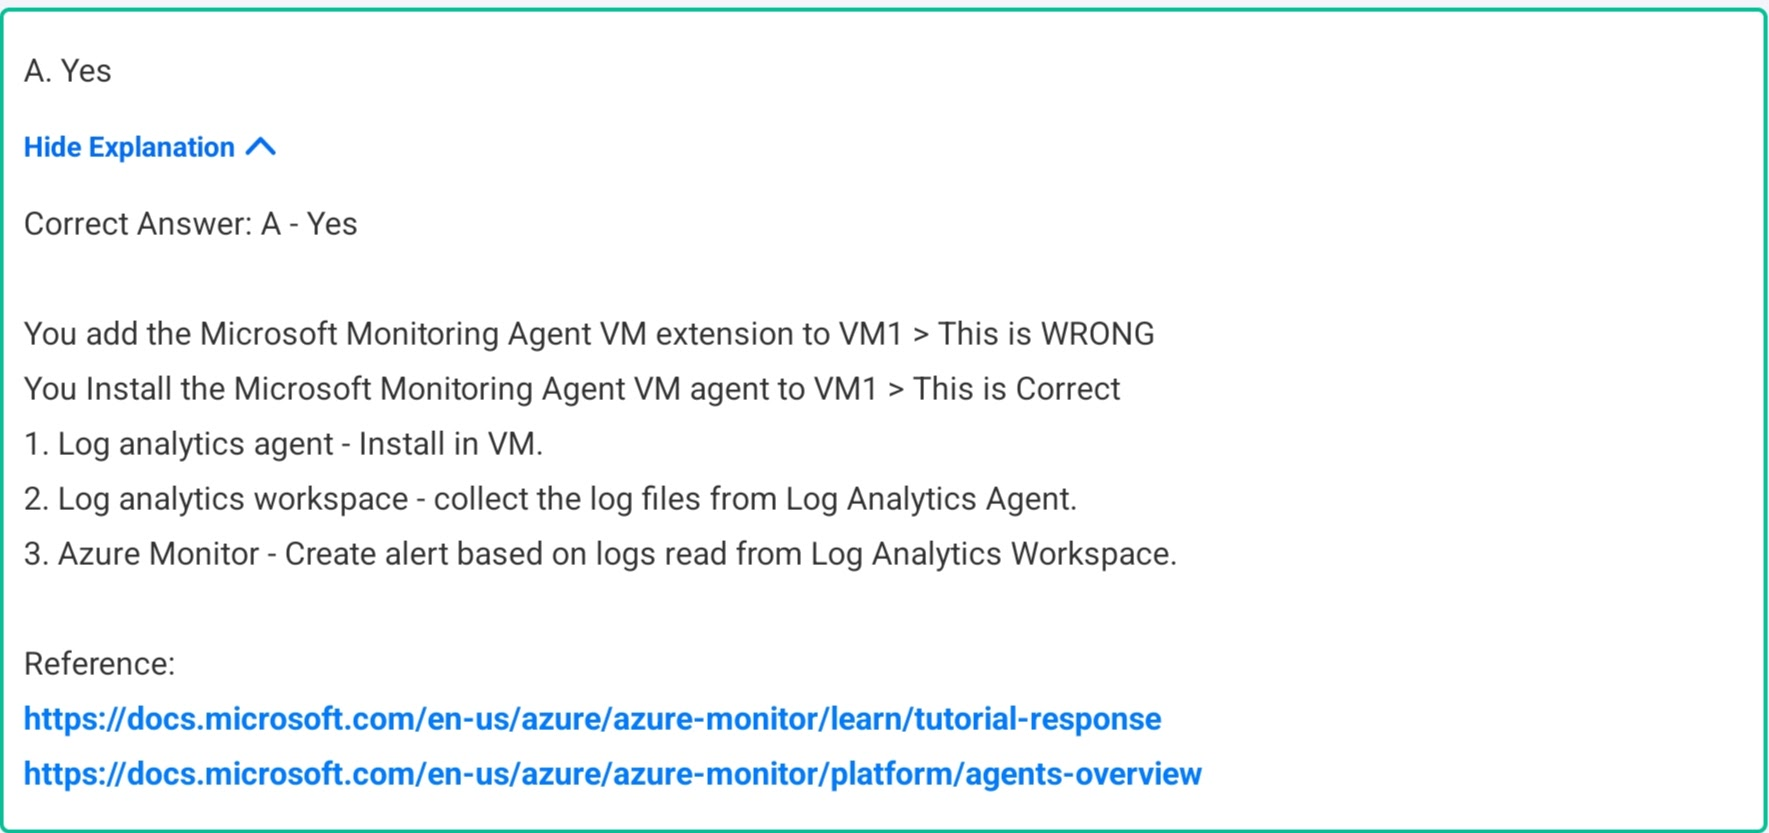 A. Yes
Hide Explanation
Correct Answer: A - Yes
You add the Microsoft Monitoring Agent VM extension to VM1 > This is WRONG
You Install the Microsoft Monitoring Agent VM agent to VM1 > This is Correct
1. Log analytics agent - Install in VM.
2. Log analytics workspace - collect the log files from Log Analytics Agent.
3. Azure Monitor - Create alert based on logs read from Log Analytics Workspace.
Reference:
https://docs.microsoft.com/en-us/azure/azure-monitor/learn/tutorial-response
https://docs.microsoft.com/en-us/azure/azure-monitor/platform/agents-overview